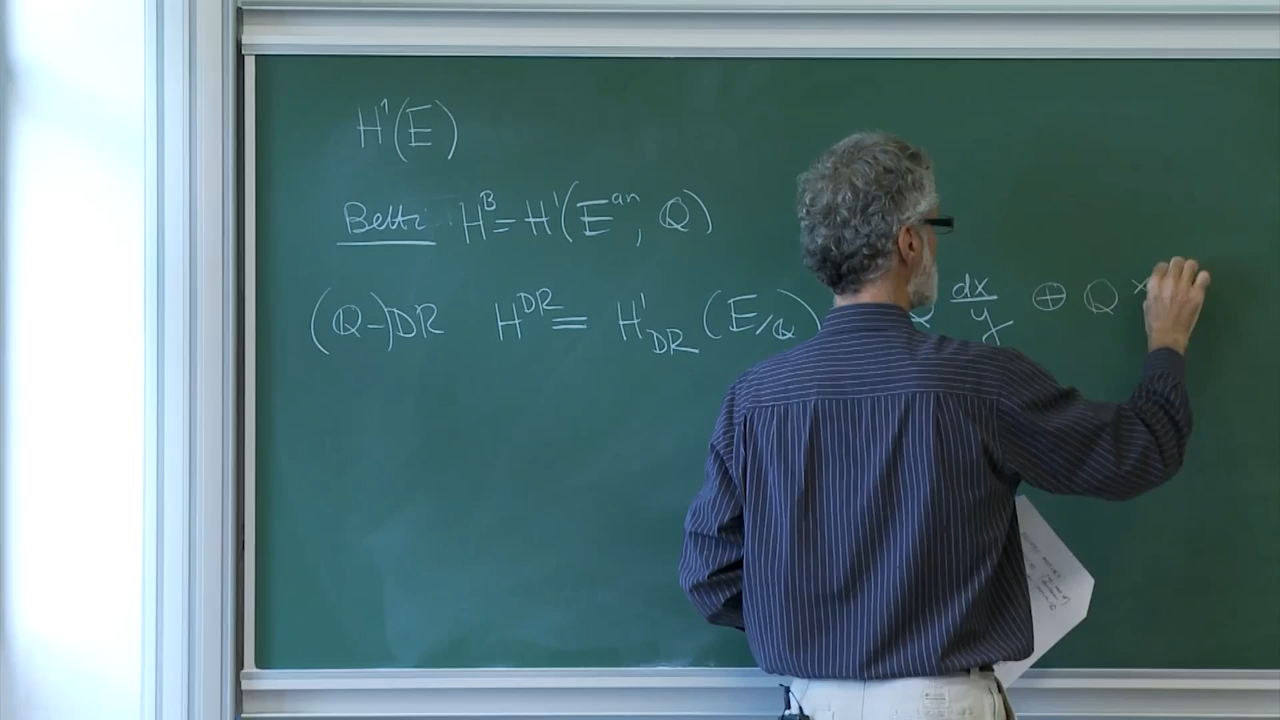 H¹(E)
Betti: H^B = H¹(E^an, Q)
(Q-)DR H^DR = H¹_DR(E/Q) dx/y ⊕ Q x